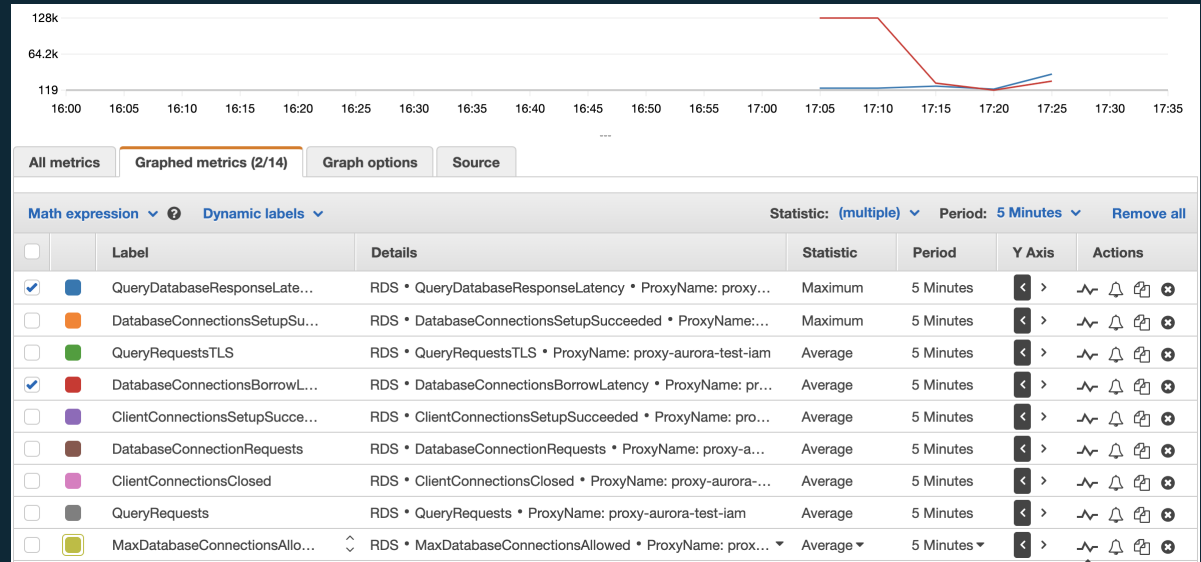 128k
64.2k
119
16:00 16:05 16:10 16:15 16:20 16:25 16:30 16:35 16:40 16:45 16:50 16:55 17:00 17:05 17:10 17:15 17:20 17:25 17:30 17:35
All metrics Graphed metrics (2/14) Graph options Source
Math expression ? Dynamic labels Statistic: (multiple) Period: 5 Minutes Remove all
Label Details Statistic Period Y Axis Actions
QueryDatabaseResponseLate... RDS • QueryDatabaseResponseLatency • ProxyName: proxy... Maximum 5 Minutes < >
DatabaseConnectionsSetupSu... RDS • DatabaseConnectionsSetupSucceeded • ProxyName:... Maximum 5 Minutes < >
QueryRequestsTLS RDS • QueryRequestsTLS • ProxyName: proxy-aurora-test-iam Average 5 Minutes < >
DatabaseConnectionsBorrowL... RDS • DatabaseConnectionsBorrowLatency • ProxyName: pr... Average 5 Minutes < >
ClientConnectionsSetupSucce... RDS • ClientConnectionsSetupSucceeded • ProxyName: pro... Average 5 Minutes < >
DatabaseConnectionRequests RDS • DatabaseConnectionRequests • ProxyName: proxy-a... Average 5 Minutes < >
ClientConnectionsClosed RDS • ClientConnectionsClosed • ProxyName: proxy-aurora-... Average 5 Minutes < >
QueryRequests RDS • QueryRequests • ProxyName: proxy-aurora-test-iam Average 5 Minutes < >
MaxDatabaseConnectionsAllo... RDS • MaxDatabaseConnectionsAllowed • ProxyName: prox... Average 5 Minutes < >